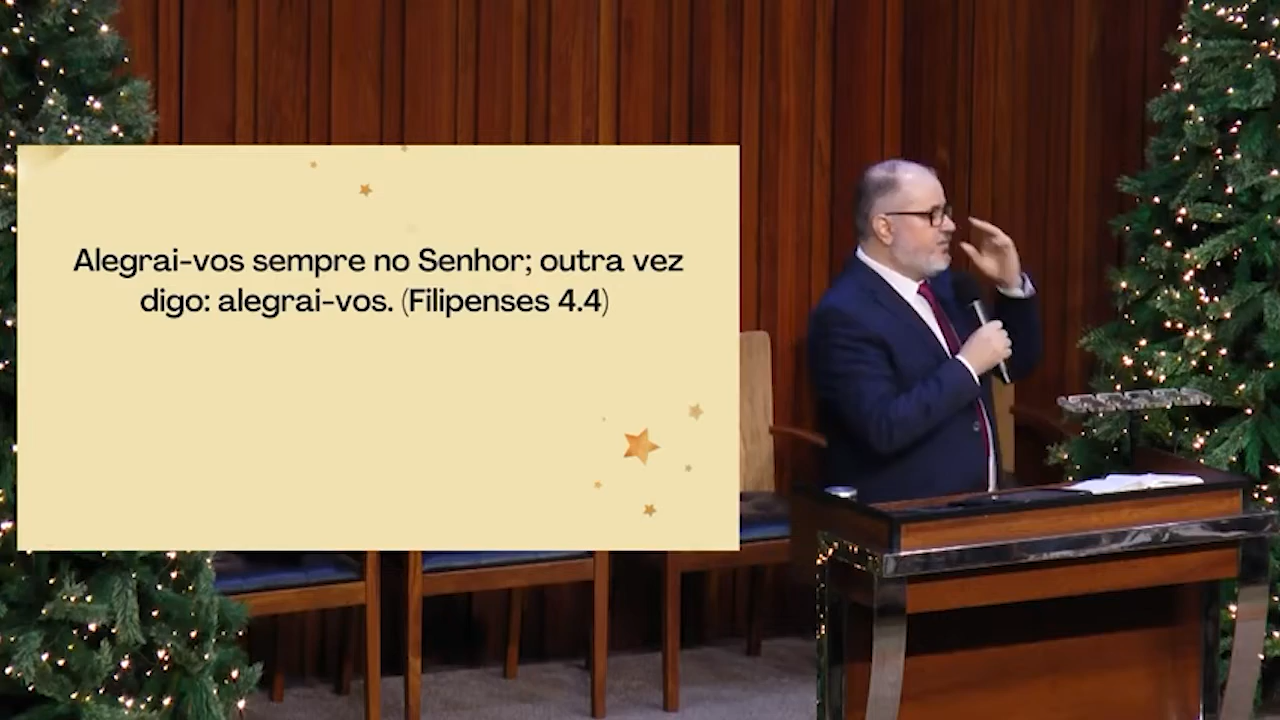 Alegrai-vos sempre no Senhor; outra vez
digo: alegrai-vos. (Filipenses 4.4)